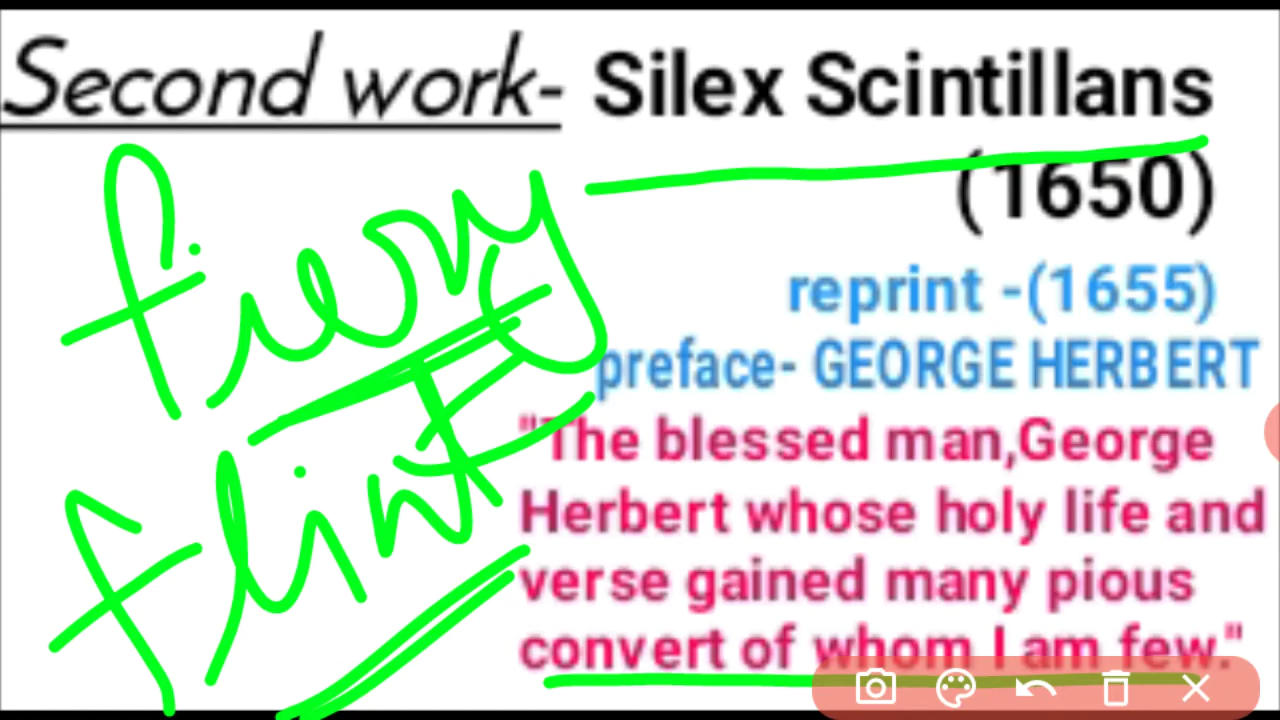 Second work- Silex Scintillans
(1650)
fiery
reprint -(1655)
preface- GEORGE HERBERT
"The blessed man,George
flint
Herbert whose holy life and
verse gained many pious
convert of whom I am few."